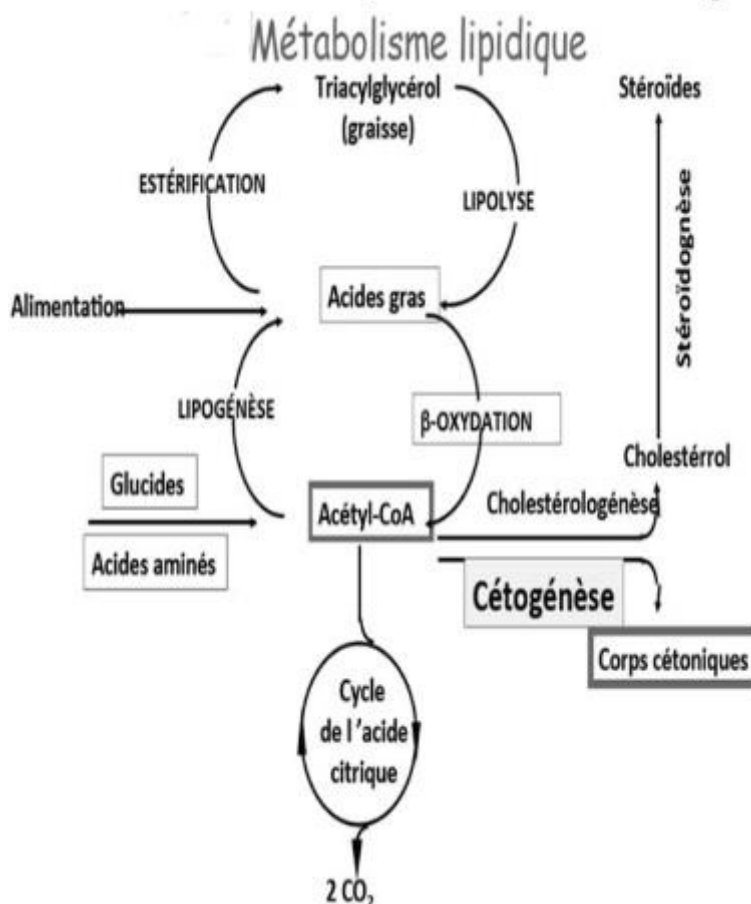 Métabolisme lipidique
Triacylglycérol
(graisse)
Stéroïdes
ESTÉRIFICATION
LIPOLYSE
Stéroïdognèse
Alimentation
Acides gras
LIPOGÉNÈSE
β-OXYDATION
Cholestérrol
Glucides
Acétyl-CoA
Cholestérologénèse
Acides aminés
Cétogénèse
Corps cétoniques
Cycle
de l ’acide
citrique
2 CO₂